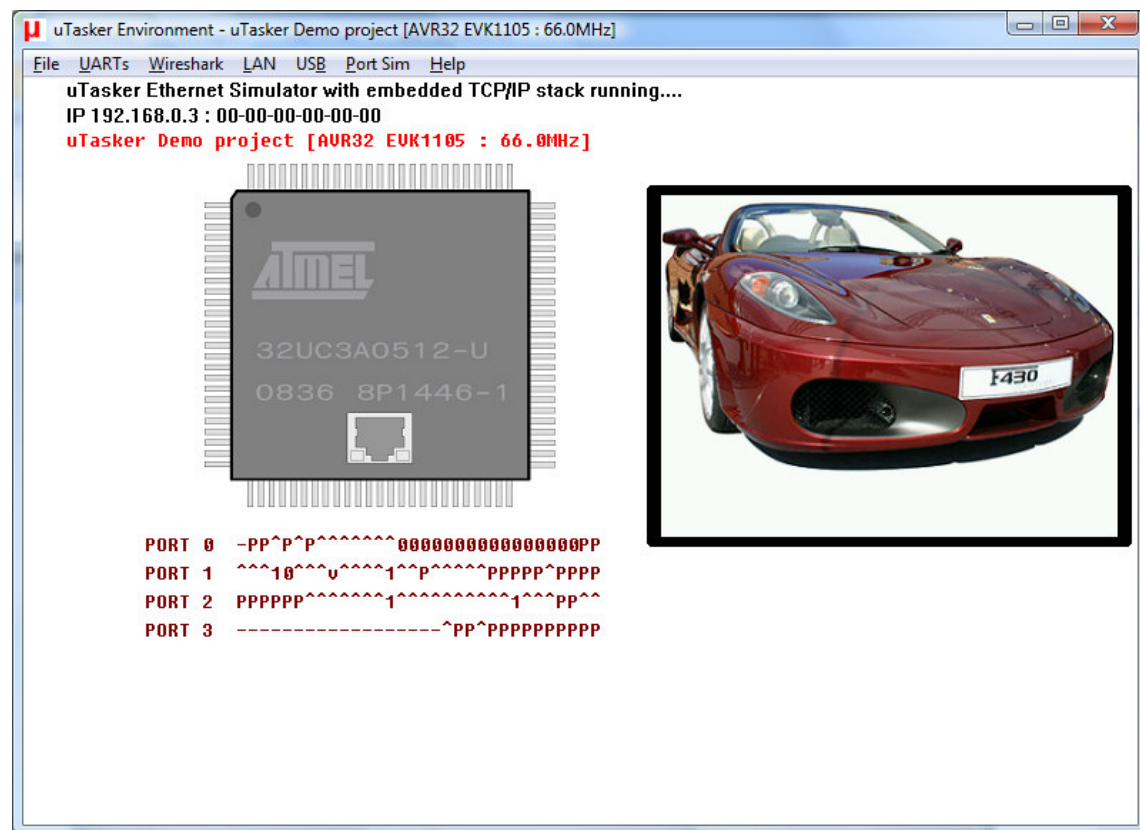 uTasker Environment - uTasker Demo project [AVR32 EVK1105 : 66.0MHz]
File UARTs Wireshark LAN USB Port Sim Help
uTasker Ethernet Simulator with embedded TCP/IP stack running....
IP 192.168.0.3 : 00-00-00-00-00-00
uTasker Demo project [AVR32 EVK1105 : 66.0MHz]
ATMEL
32UC3A0512-U
0836 8P1446-1
F430
PORT 0 -PP^P^P^^^^^^^0000000000000000PP
PORT 1 ^^^10^^^v^^^^1^^P^^^^^PPPPP^PPPP
PORT 2 PPPPPP^^^^^^^1^^^^^^^^^^1^^^PP^^
PORT 3 ------------------^PP^PPPPPPPPPP